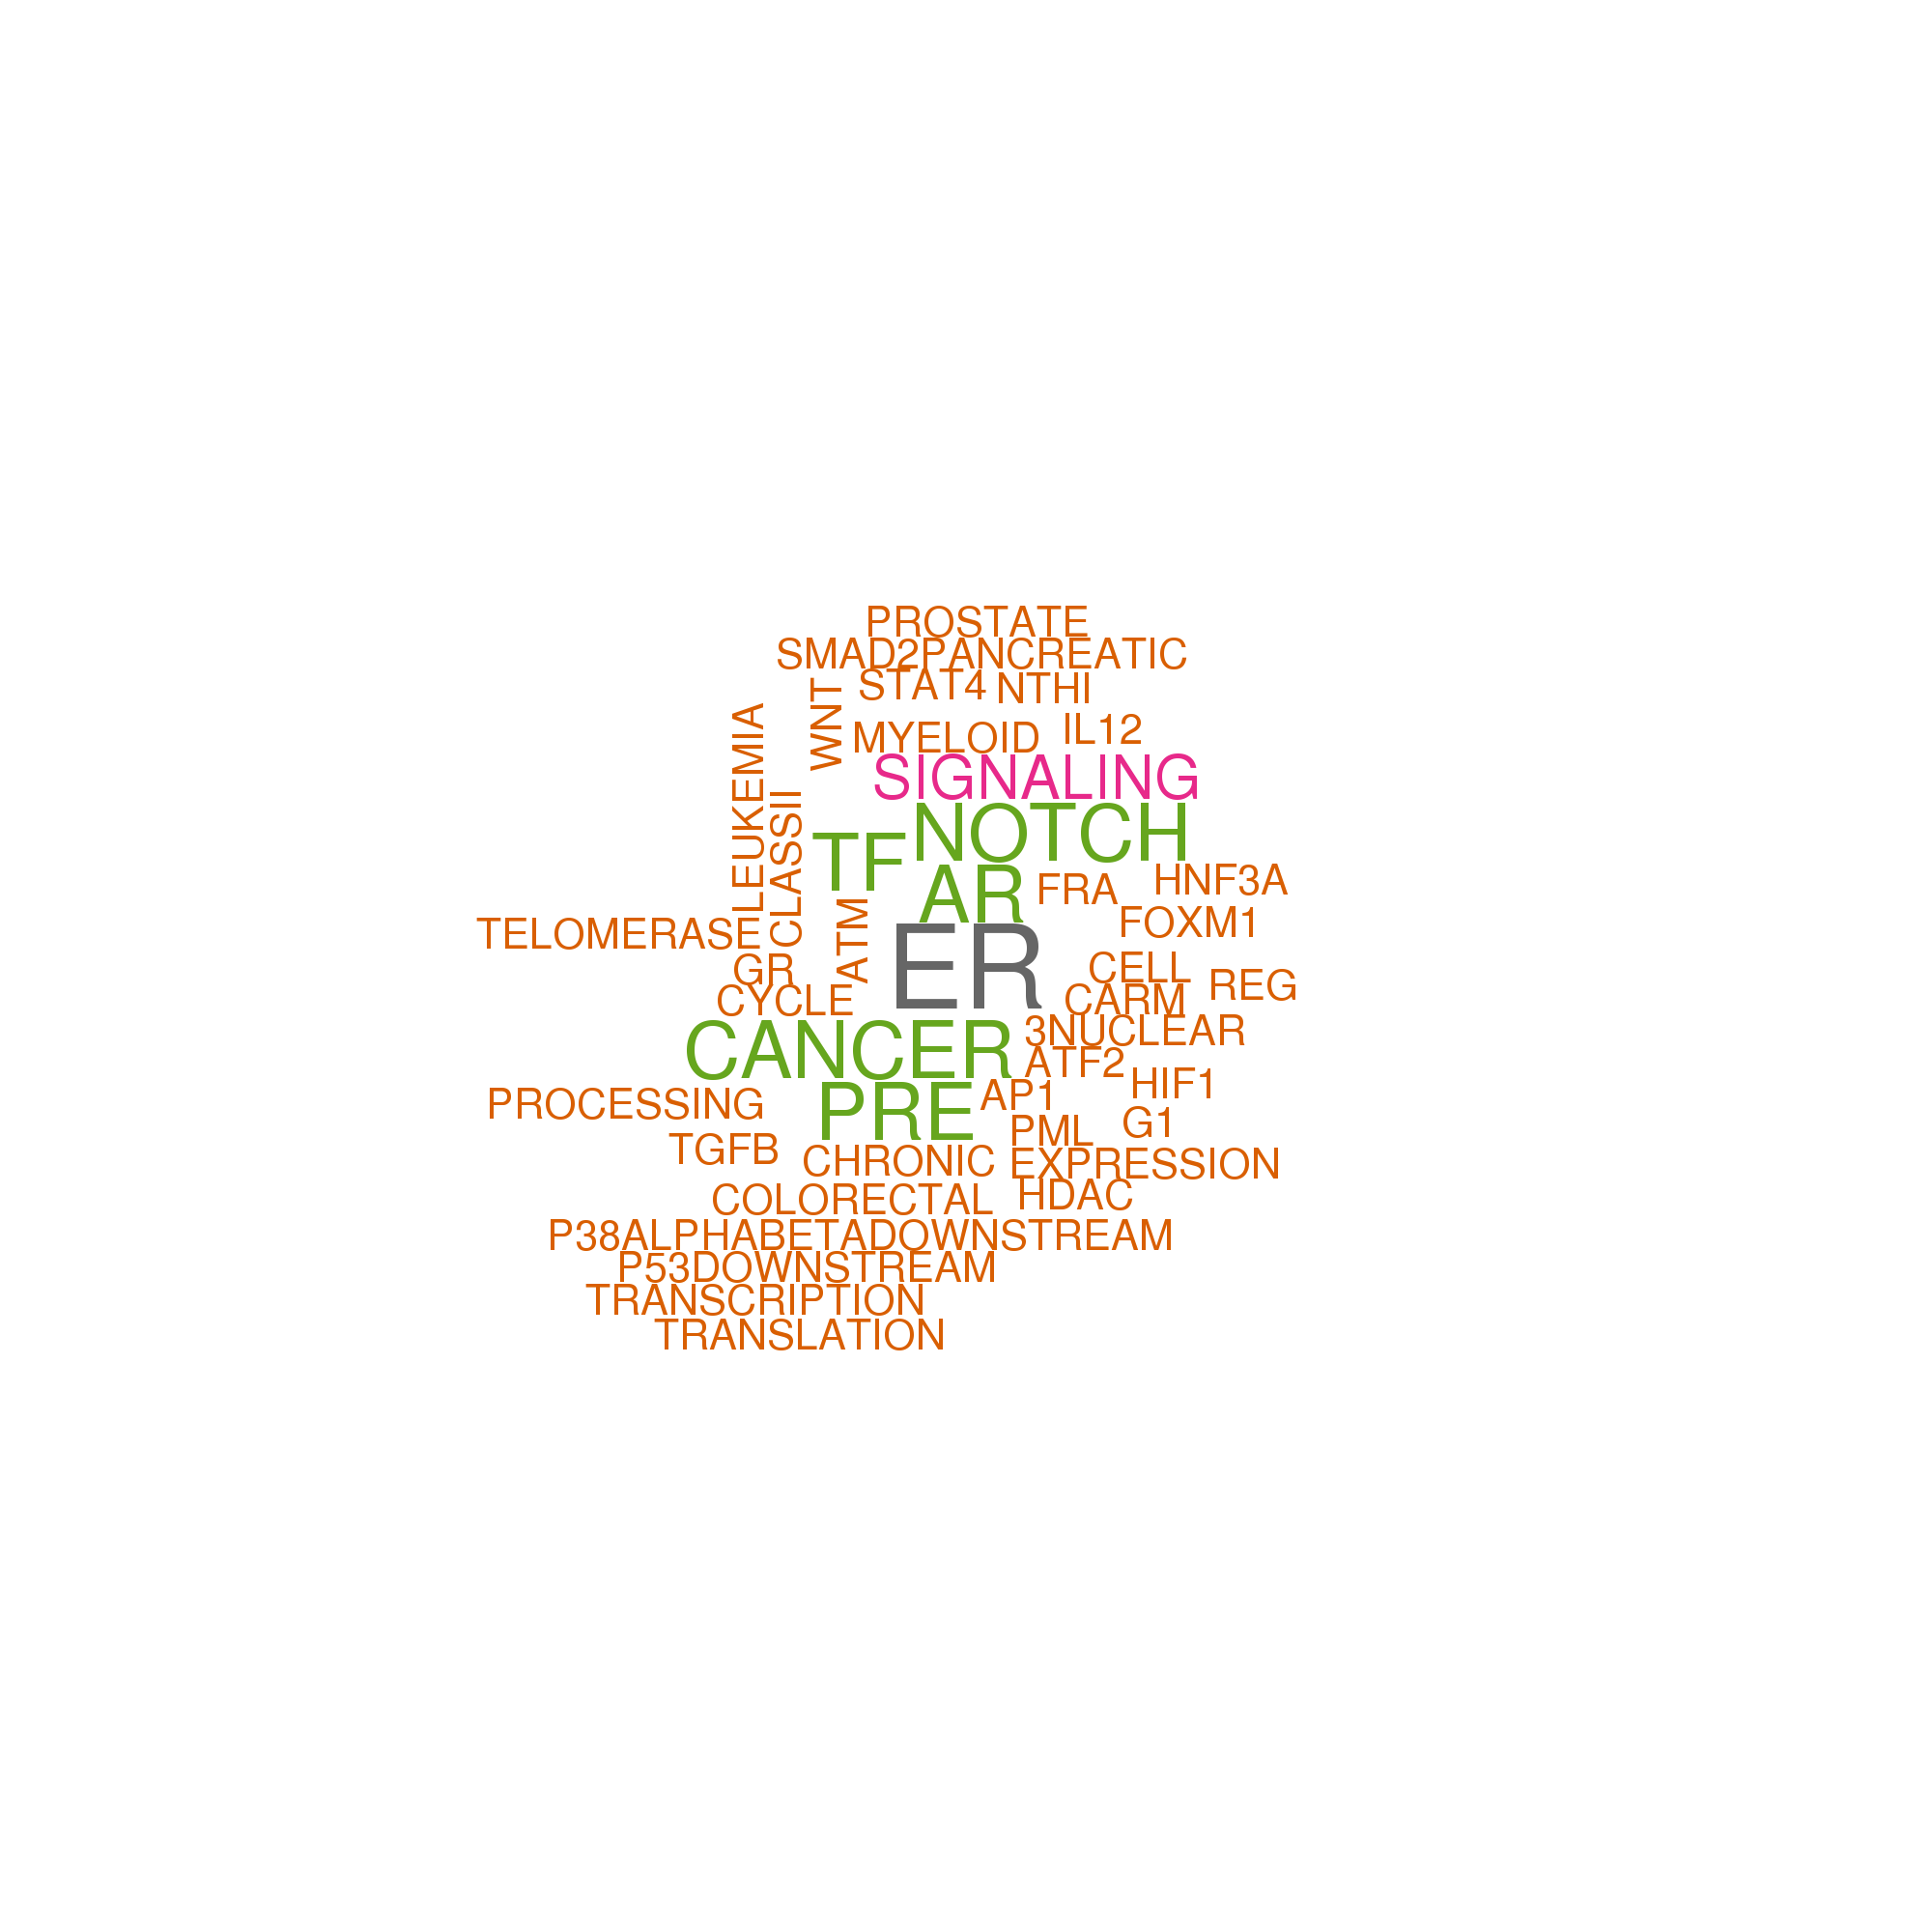 PROSTATE
SMAD2PANCREATIC
STAT4 NTHI
WNT
MYELOID IL12
LEUKEMIA
SIGNALING
CLASSII
NOTCH
TF
AR FRA HNF3A
FOXM1
TELOMERASE
ATM
ER
GR CELL REG
CYCLE CARM
3NUCLEAR
CANCER ATF2
HIF1
PROCESSING PRE AP1
PML G1
TGFB CHRONIC EXPRESSION
COLORECTAL HDAC
P38ALPHABETADOWNSTREAM
P53DOWNSTREAM
TRANSCRIPTION
TRANSLATION